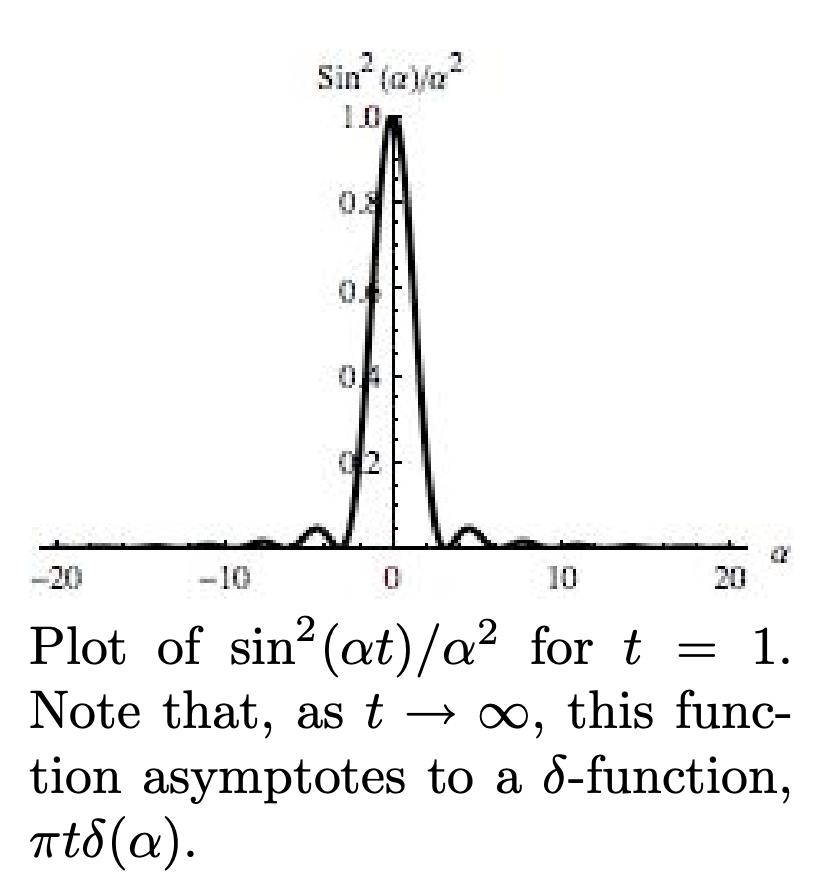 Sin²(α)/α²
1.0
0.8
0.6
0.4
0.2
−20 −10 0 10 20 α
Plot of sin²(αt)/α² for t = 1.
Note that, as t → ∞, this func-
tion asymptotes to a δ-function,
πtδ(α).